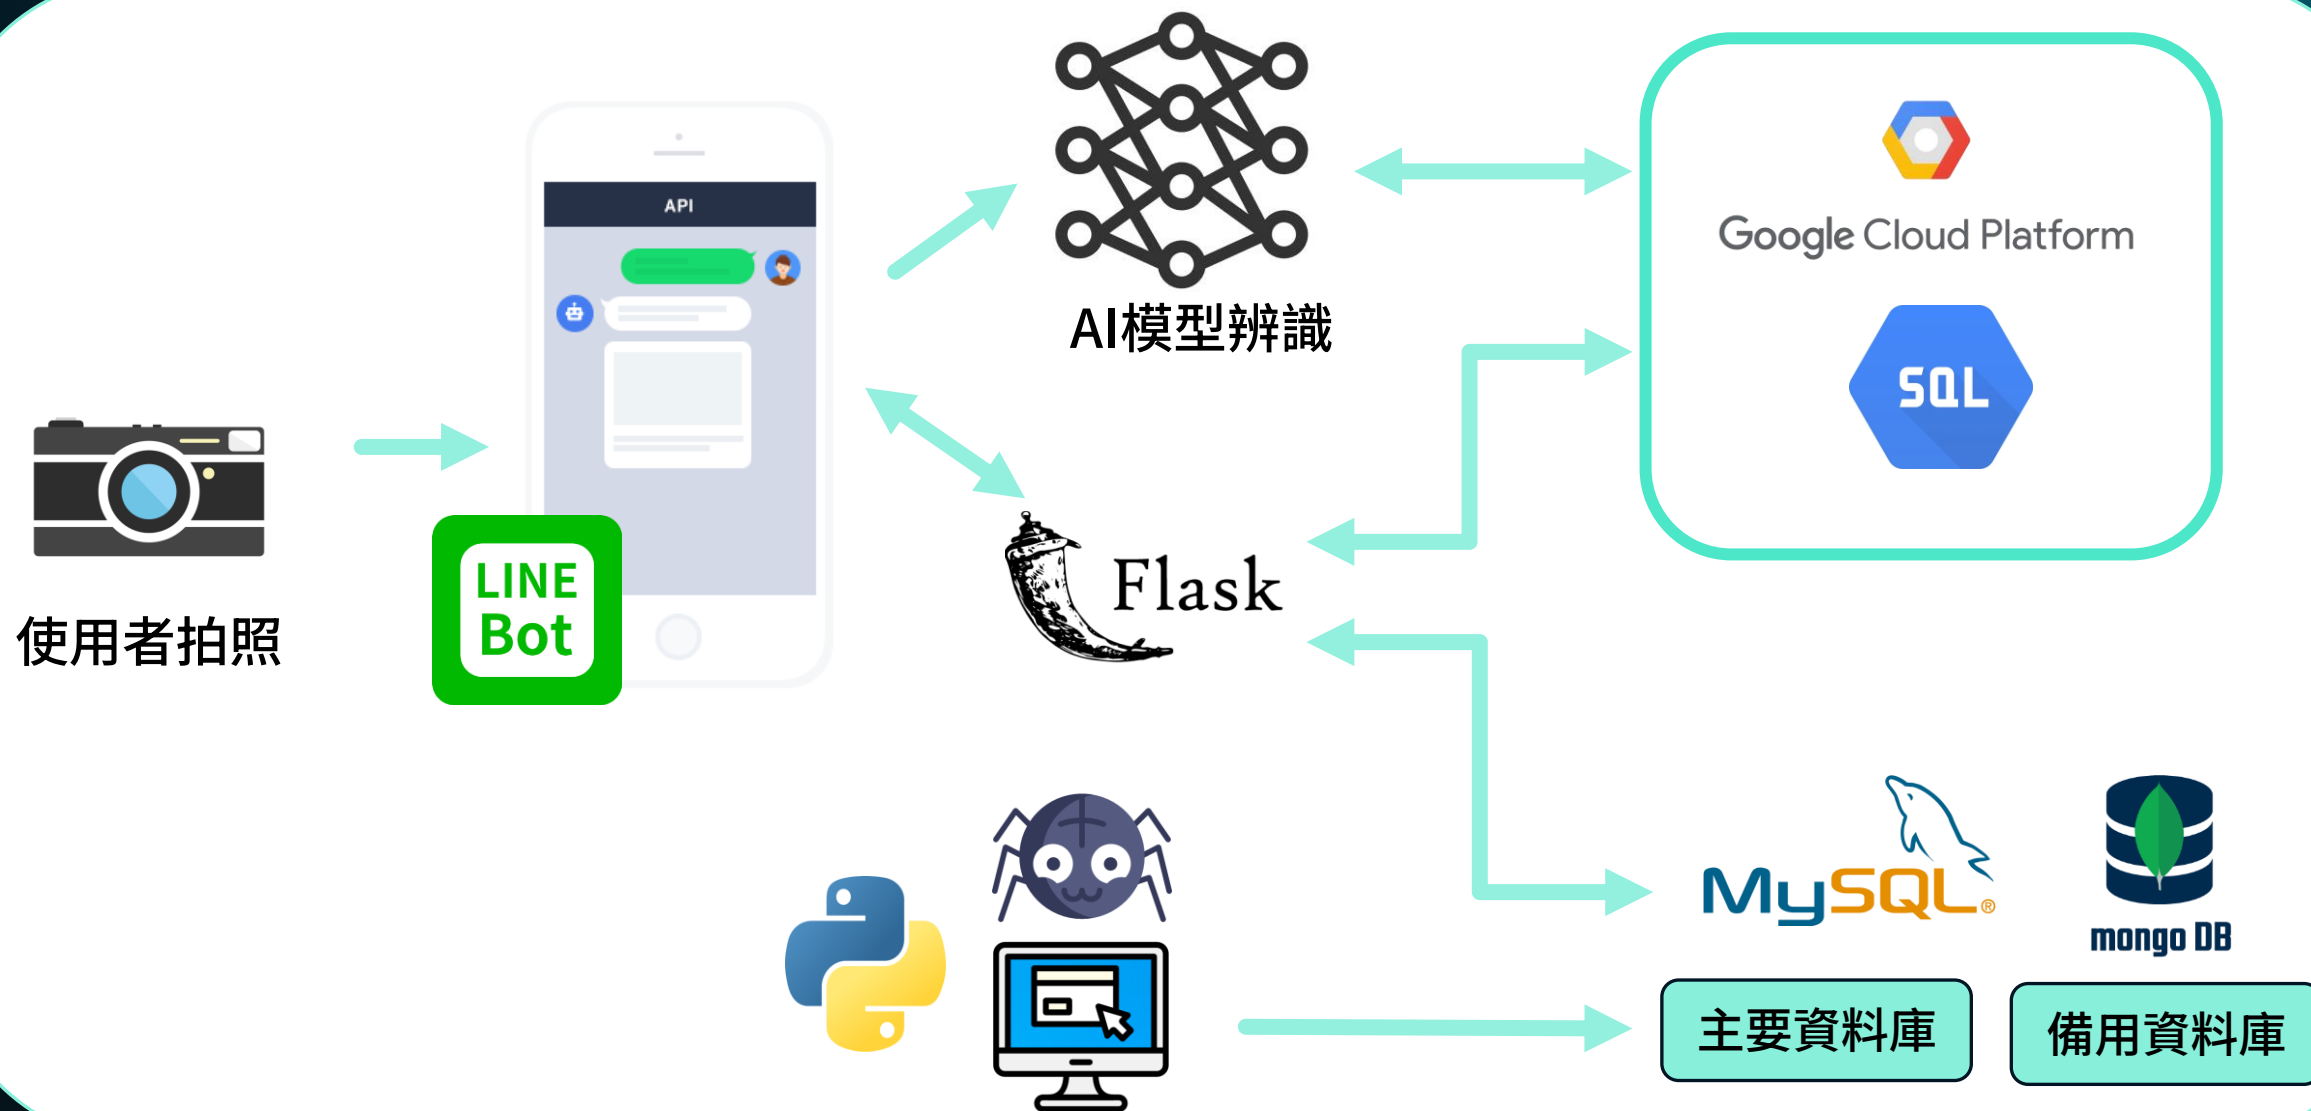 API
AI模型辨識
Google Cloud Platform
SQL
使用者拍照
LINE
Bot
Flask
MySQL®
mongo DB
主要資料庫
備用資料庫